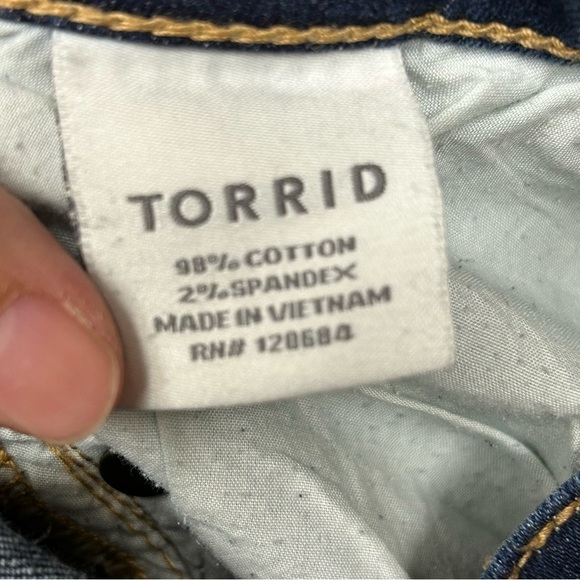 TORRID
98% COTTON
2% SPANDEX
MADE IN VIETNAM
RN# 120684